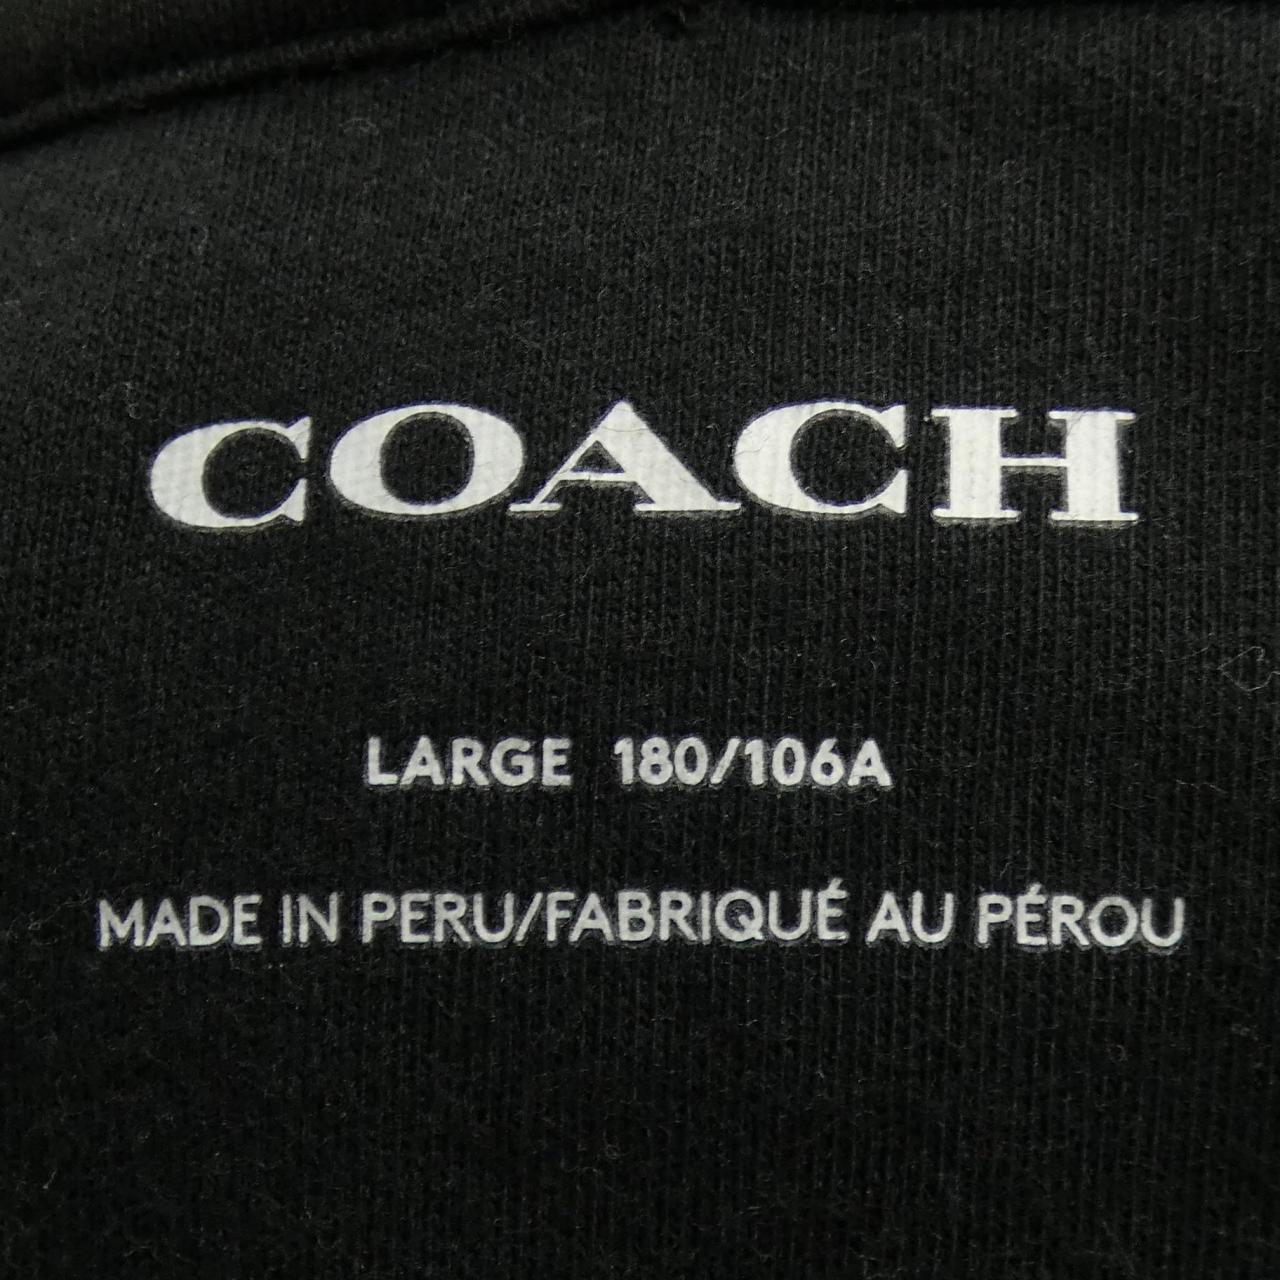 COACH
LARGE 180/106A
MADE IN PERU/FABRIQUÉ AU PÉROU